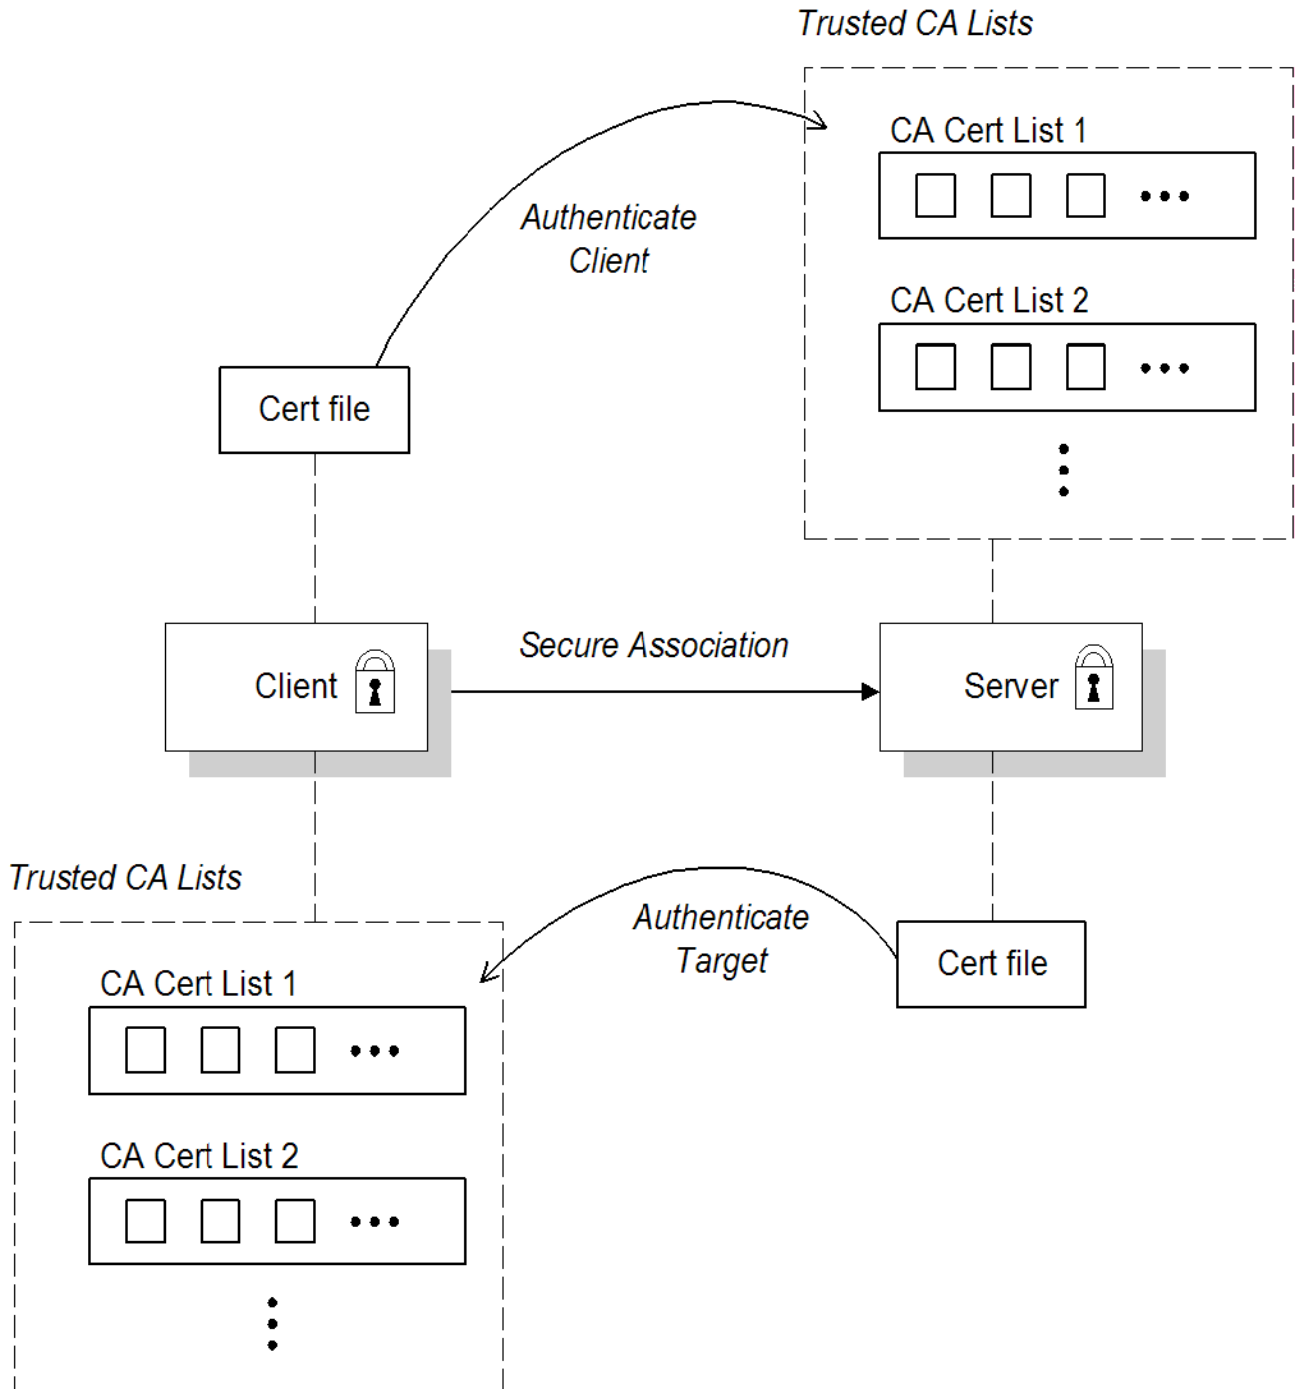 Trusted CA Lists
CA Cert List 1
Authenticate
Client
CA Cert List 2
Cert file
Secure Association
Client
Server
Trusted CA Lists
Authenticate
Target
Cert file
CA Cert List 1
CA Cert List 2